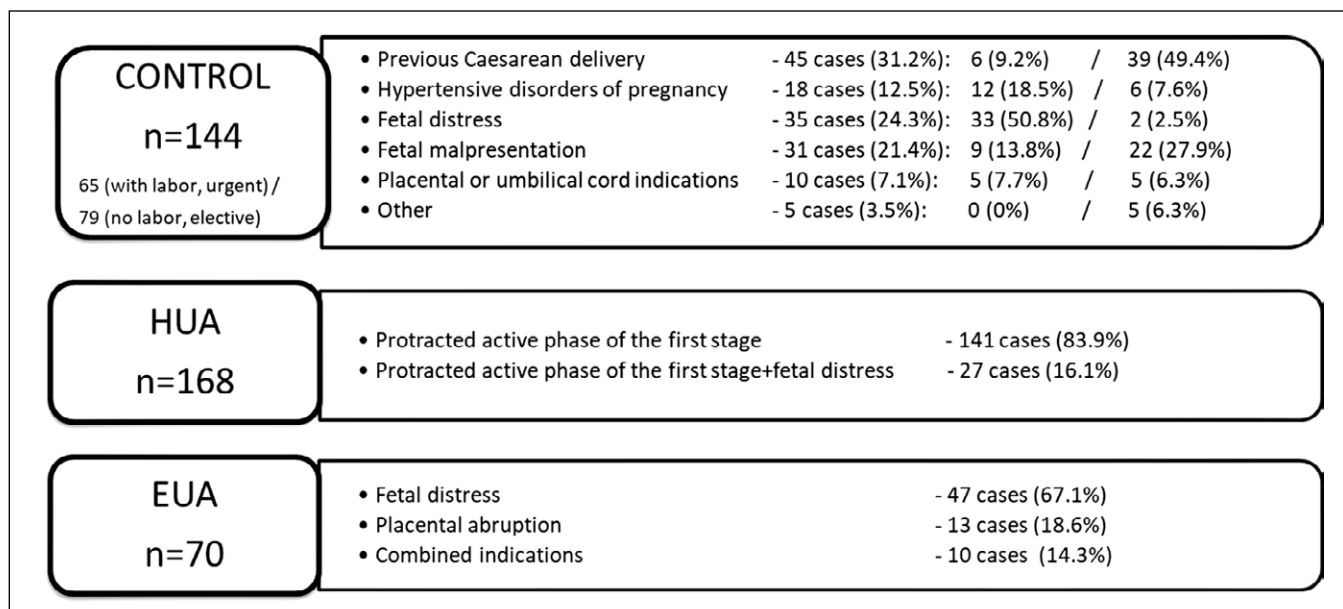 CONTROL
n=144
65 (with labor, urgent) /
79 (no labor, elective)
• Previous Caesarean delivery - 45 cases (31.2%): 6 (9.2%) / 39 (49.4%)
• Hypertensive disorders of pregnancy - 18 cases (12.5%): 12 (18.5%) / 6 (7.6%)
• Fetal distress - 35 cases (24.3%): 33 (50.8%) / 2 (2.5%)
• Fetal malpresentation - 31 cases (21.4%): 9 (13.8%) / 22 (27.9%)
• Placental or umbilical cord indications - 10 cases (7.1%): 5 (7.7%) / 5 (6.3%)
• Other - 5 cases (3.5%): 0 (0%) / 5 (6.3%)
HUA
n=168
• Protracted active phase of the first stage - 141 cases (83.9%)
• Protracted active phase of the first stage+fetal distress - 27 cases (16.1%)
EUA
n=70
• Fetal distress - 47 cases (67.1%)
• Placental abruption - 13 cases (18.6%)
• Combined indications - 10 cases (14.3%)